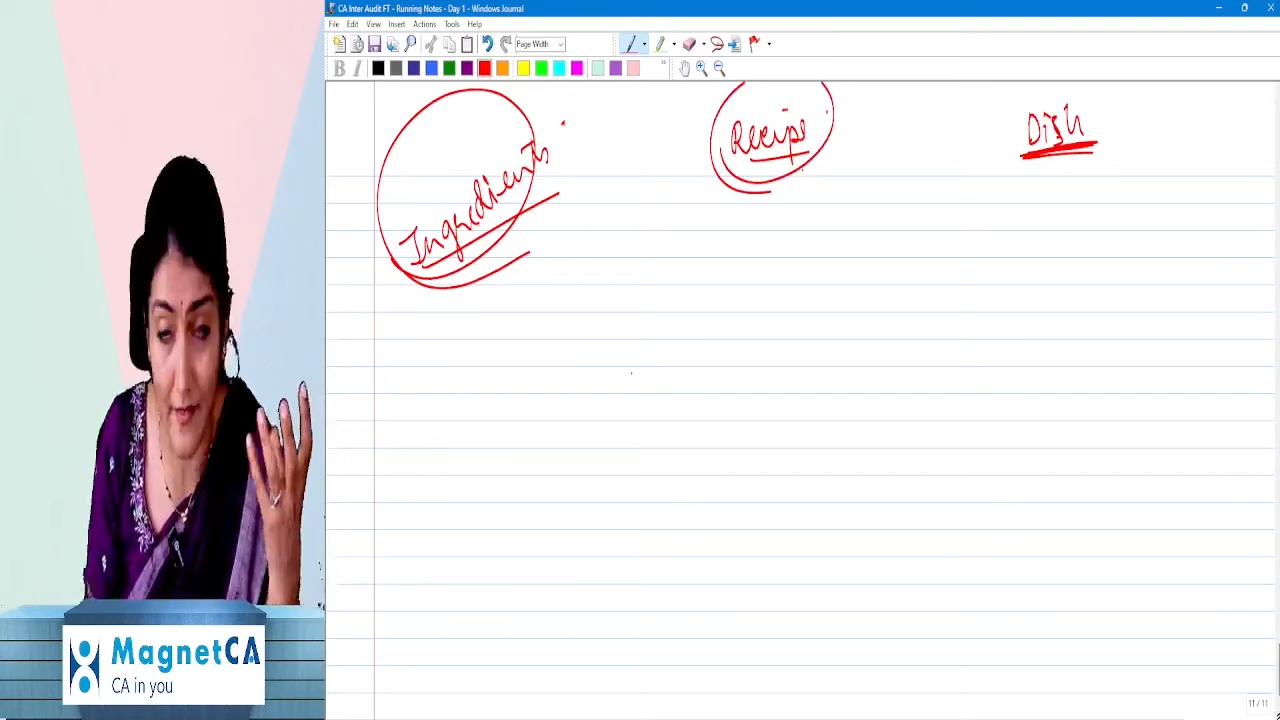 CA Inter Audit FT - Running Notes - Day 1 - Windows Journal
File Edit View Insert Actions Tools Help
Page Width
B I
Ingredients
Recipe
Dish
MagnetCA
CA in you
11 / 11